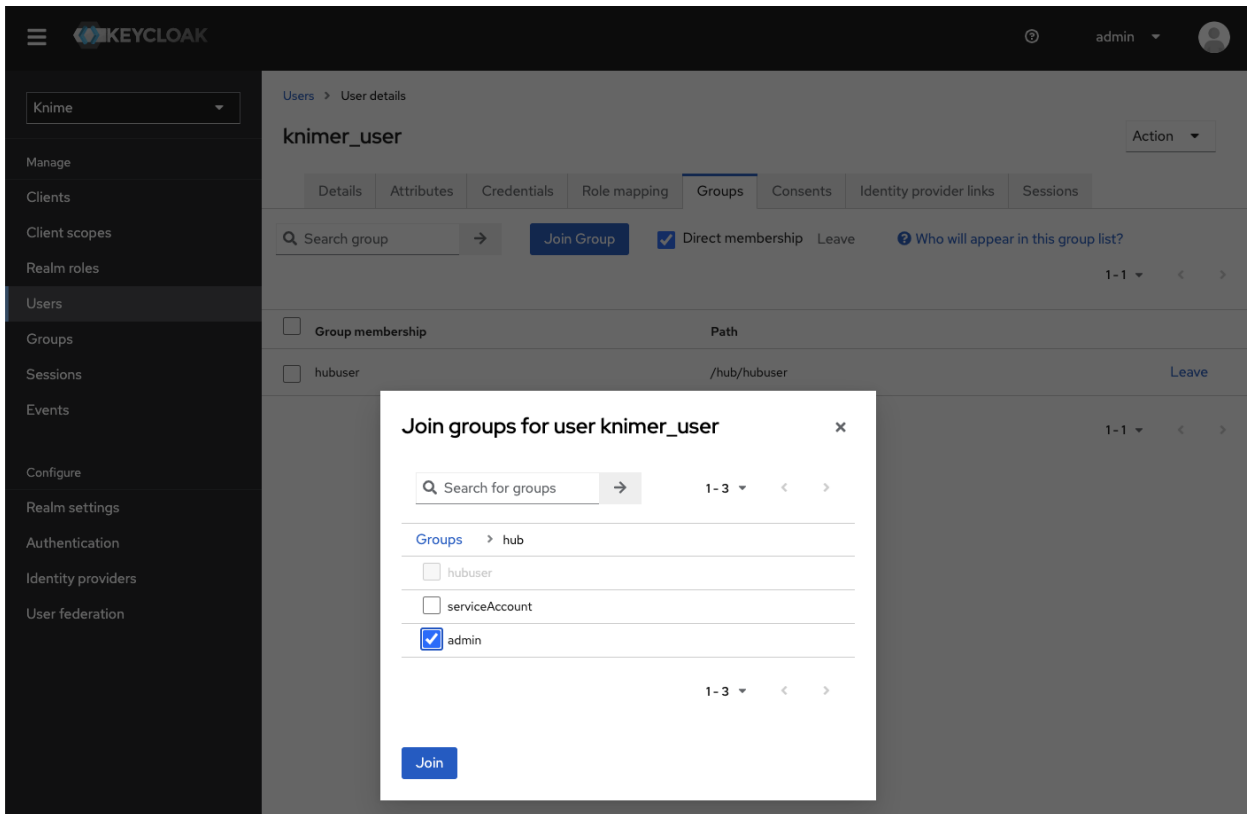 KEYCLOAK
admin
Knime
Manage
Clients
Client scopes
Realm roles
Users
Groups
Sessions
Events
Configure
Realm settings
Authentication
Identity providers
User federation
Users > User details
knimer_user
Action
Details Attributes Credentials Role mapping Groups Consents Identity provider links Sessions
Search group Join Group Direct membership Leave Who will appear in this group list?
1-1
Group membership Path
hubuser /hub/hubuser Leave
1-1
Join groups for user knimer_user
Search for groups 1-3
Groups > hub
hubuser
serviceAccount
admin
1-3
Join